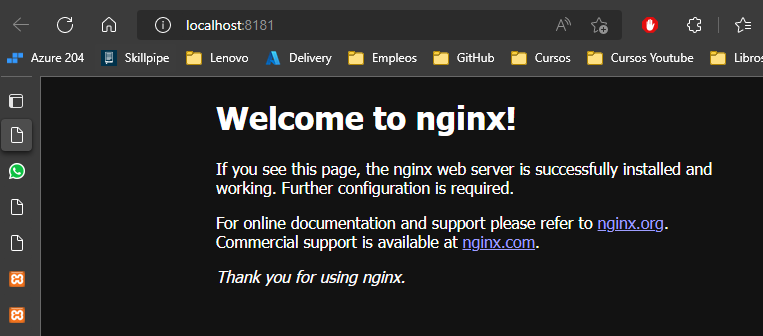 localhost:8181
Azure 204
Skillpipe
Lenovo
Delivery
Empleos
GitHub
Cursos
Cursos Youtube
Libros
Welcome to nginx!
If you see this page, the nginx web server is successfully installed and
working. Further configuration is required.
For online documentation and support please refer to nginx.org.
Commercial support is available at nginx.com.
Thank you for using nginx.